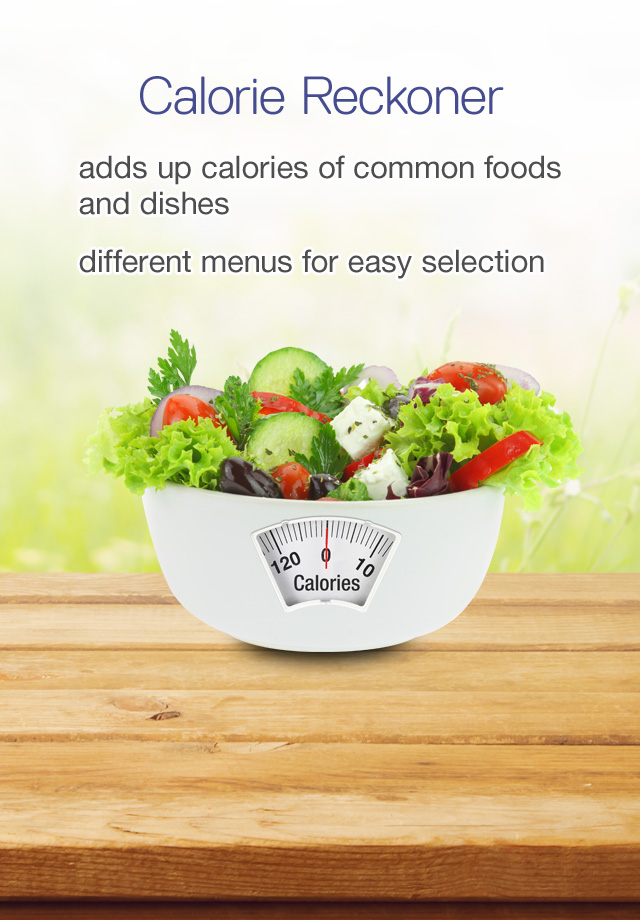 Calorie Reckoner
adds up calories of common foods
and dishes
different menus for easy selection
120 0 10
Calories